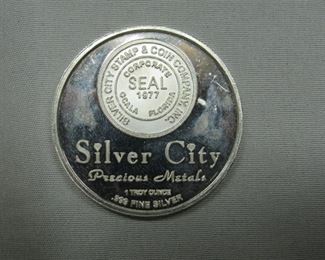 SILVER CITY STAMP & COIN COMPANY, INC.
CORPORATE
SEAL
1977
OCALA FLORIDA
Silver City
Precious Metals
1 TROY OUNCE
.999 FINE SILVER